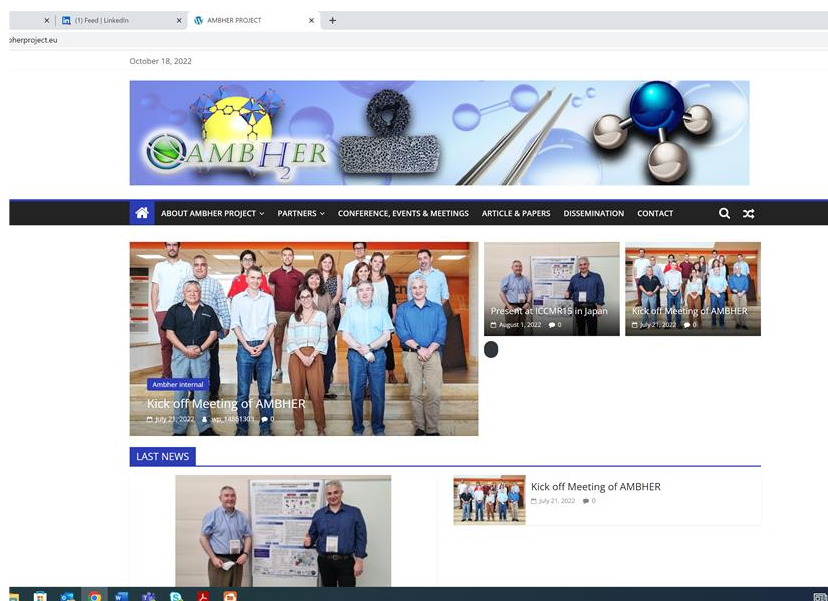 (1) Feed | LinkedIn
AMBHER PROJECT
bherproject.eu
October 18, 2022
AMBH2ER
ABOUT AMBHER PROJECT
PARTNERS
CONFERENCE, EVENTS & MEETINGS
ARTICLE & PAPERS
DISSEMINATION
CONTACT
Ambher internal
Kick off Meeting of AMBHER
July 21, 2022
0
Present at ICCMR15 in Japan
August 1, 2022
0
Kick off Meeting of AMBHER
July 21, 2022
0
LAST NEWS
Kick off Meeting of AMBHER
July 21, 2022
0